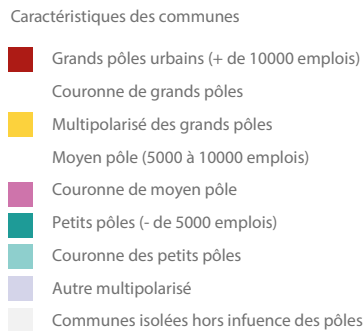 Caractéristiques des communes
Grands pôles urbains (+ de 10000 emplois)
Couronne de grands pôles
Multipolarisé des grands pôles
Moyen pôle (5000 à 10000 emplois)
Couronne de moyen pôle
Petits pôles (- de 5000 emplois)
Couronne des petits pôles
Autre multipolarisé
Communes isolées hors infuence des pôles